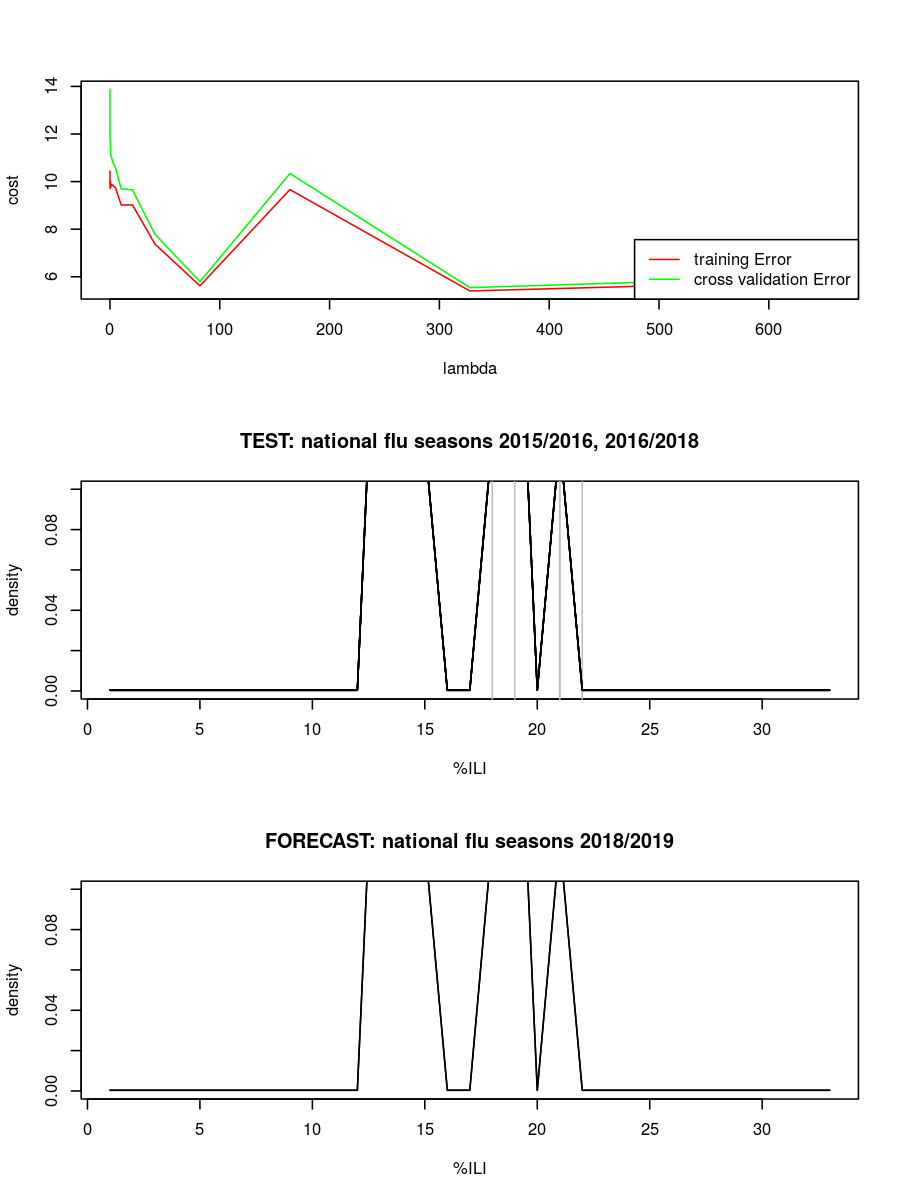 14
12
10
8
6
cost
training Error
cross validation Error
0 100 200 300 400 500 600
lambda
TEST: national flu seasons 2015/2016, 2016/2018
0.08
0.04
0.00
density
0 5 10 15 20 25 30
%ILI
FORECAST: national flu seasons 2018/2019
0.08
0.04
0.00
density
0 5 10 15 20 25 30
%ILI